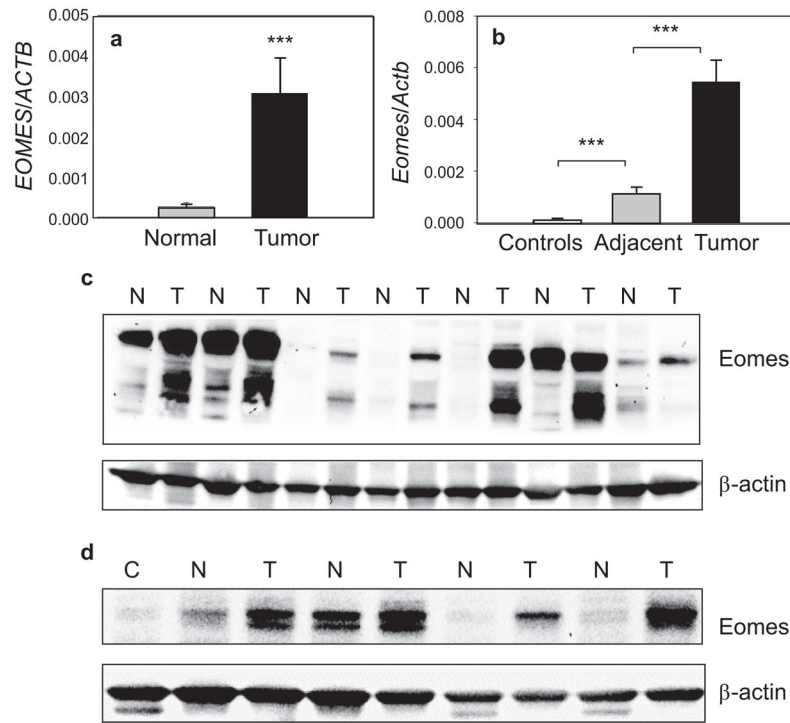 a
EOMES/ACTB
0.005
0.004
0.003
0.002
0.001
0.000
***
Normal Tumor
b
Eomes/Actb
0.008
0.006
0.004
0.002
0.000
***
***
Controls Adjacent Tumor
c
N T N T N T N T N T N T N T
Eomes
β-actin
d
C N T N T N T N T
Eomes
β-actin